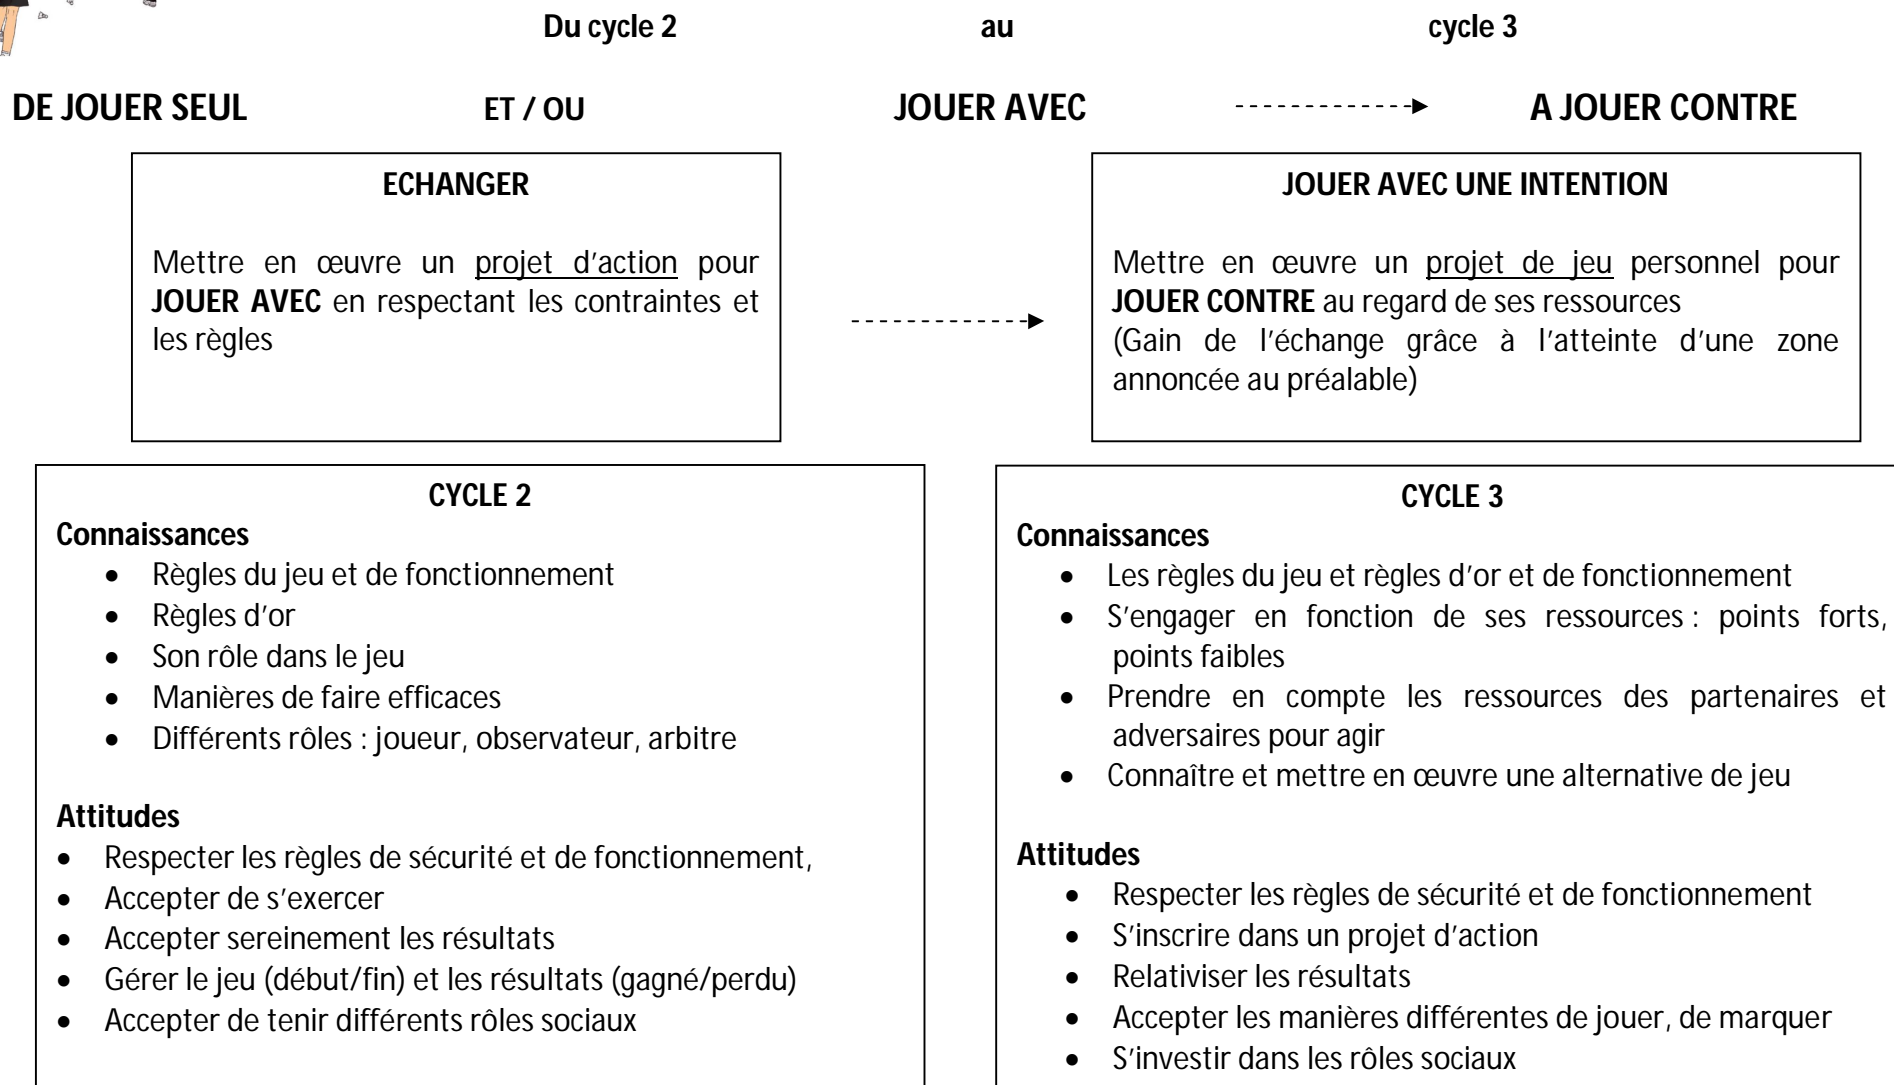 Du cycle 2 au cycle 3
DE JOUER SEUL ET / OU JOUER AVEC A JOUER CONTRE
ECHANGER
Mettre en œuvre un projet d’action pour
JOUER AVEC en respectant les contraintes et
les règles
JOUER AVEC UNE INTENTION
Mettre en œuvre un projet de jeu personnel pour
JOUER CONTRE au regard de ses ressources
(Gain de l’échange grâce à l’atteinte d’une zone
annoncée au préalable)
CYCLE 2
Connaissances
• Règles du jeu et de fonctionnement
• Règles d’or
• Son rôle dans le jeu
• Manières de faire efficaces
• Différents rôles : joueur, observateur, arbitre
Attitudes
• Respecter les règles de sécurité et de fonctionnement,
• Accepter de s’exercer
• Accepter sereinement les résultats
• Gérer le jeu (début/fin) et les résultats (gagné/perdu)
• Accepter de tenir différents rôles sociaux
CYCLE 3
Connaissances
• Les règles du jeu et règles d’or et de fonctionnement
• S’engager en fonction de ses ressources : points forts,
points faibles
• Prendre en compte les ressources des partenaires et
adversaires pour agir
• Connaître et mettre en œuvre une alternative de jeu
Attitudes
• Respecter les règles de sécurité et de fonctionnement
• S’inscrire dans un projet d’action
• Relativiser les résultats
• Accepter les manières différentes de jouer, de marquer
• S’investir dans les rôles sociaux